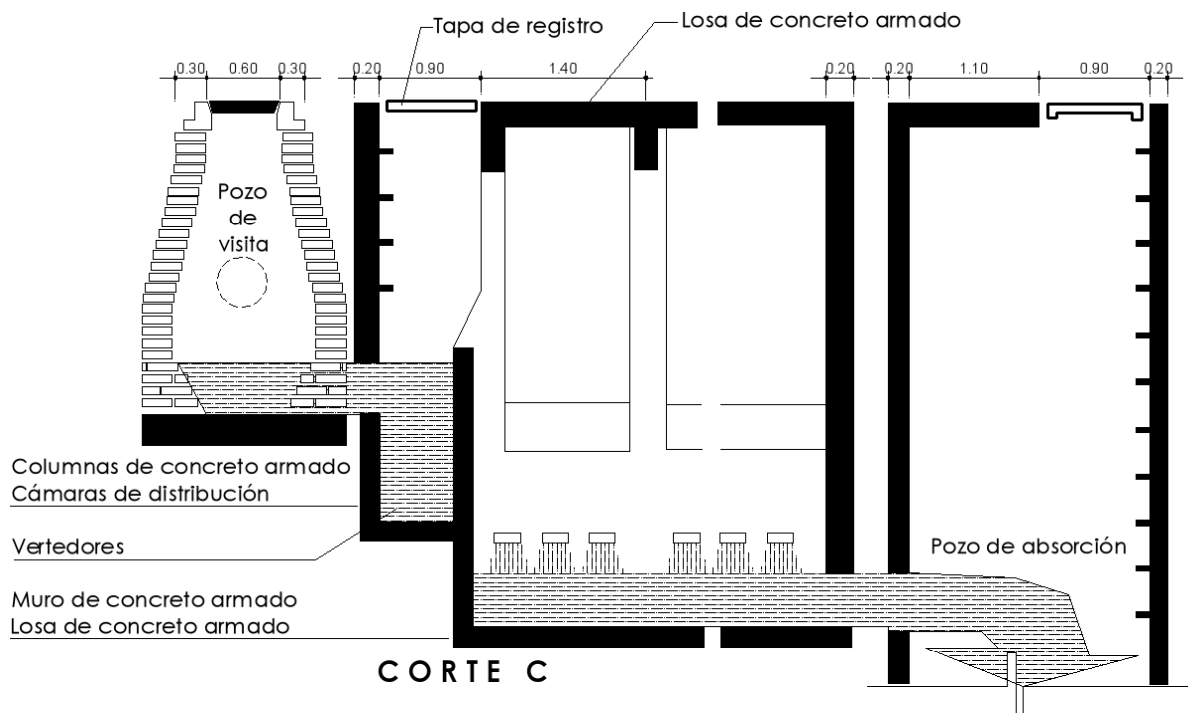 Tapa de registro
Losa de concreto armado
0.30 0.60 0.30 0.20 0.90 1.40 0.20 0.20 1.10 0.90 0.20
Pozo
de
visita
Columnas de concreto armado
Cámaras de distribución
Vertedores
Muro de concreto armado
Losa de concreto armado
Pozo de absorción
CORTE C